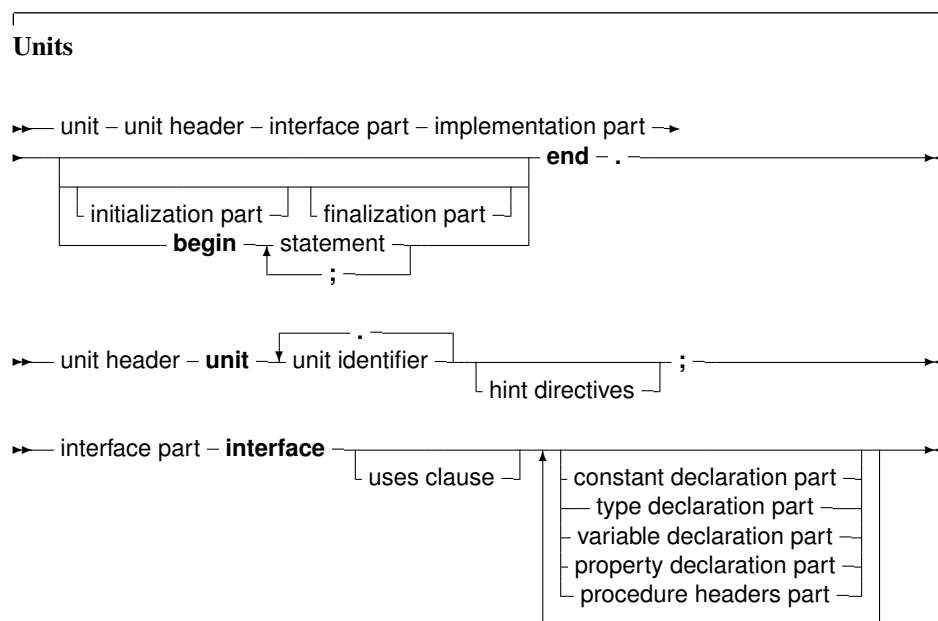 Units
unit unit header interface part implementation part
end .
initialization part finalization part
begin statement
;
.
unit header unit unit identifier ;
hint directives
interface part interface
uses clause constant declaration part
type declaration part
variable declaration part
property declaration part
procedure headers part